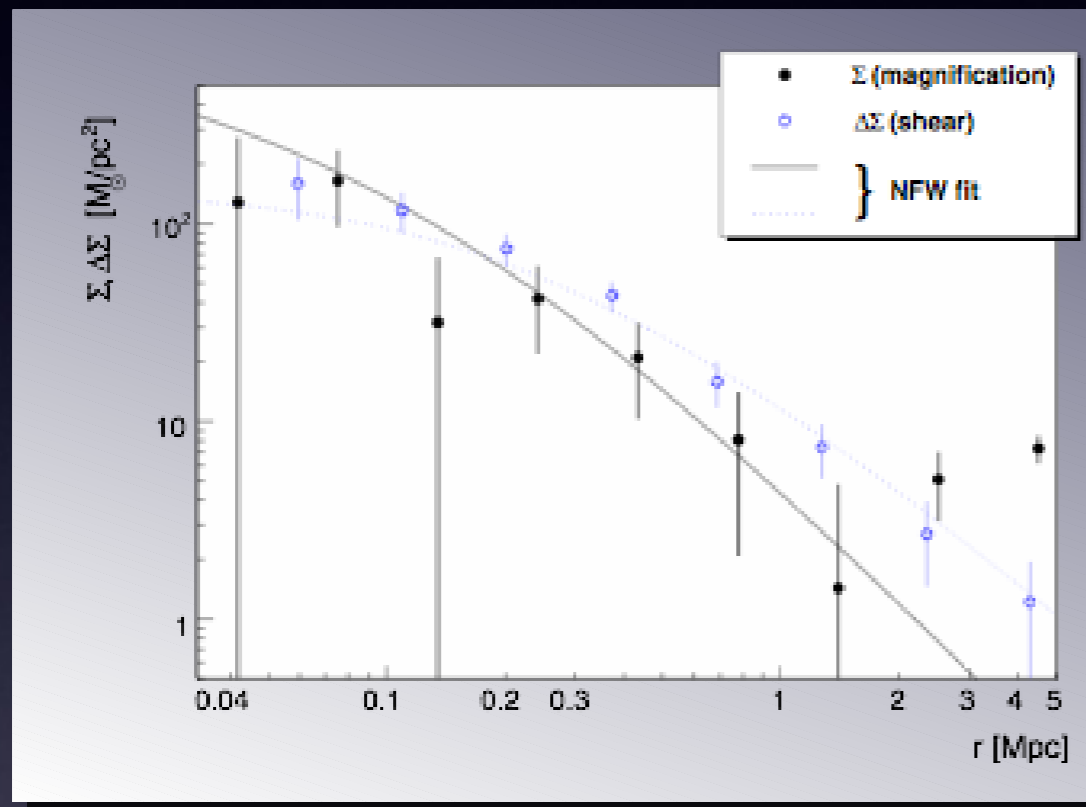 Σ (magnification)
ΔΣ (shear)
} NFW fit
Σ, ΔΣ [M☉/pc²]
10²
10
1
0.04 0.1 0.2 0.3 1 2 3 4 5
r [Mpc]